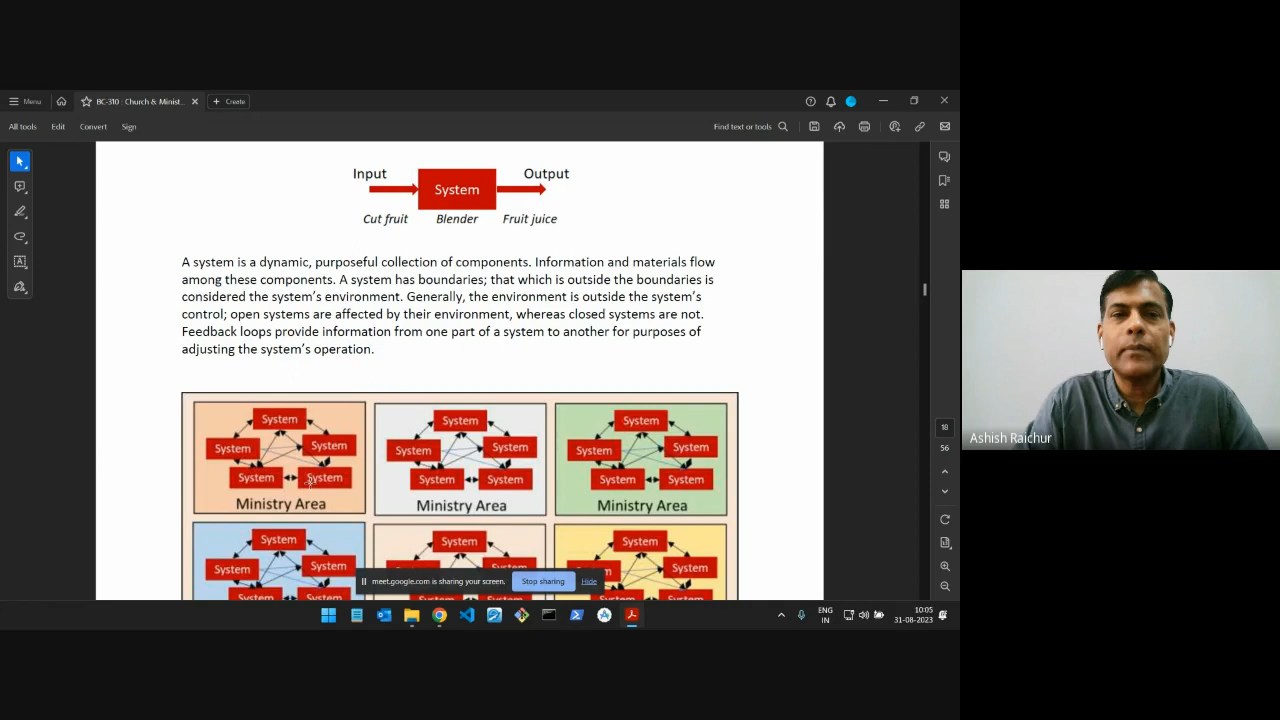 Menu
BC-310 : Church & Minist...
Create
All tools
Edit
Convert
Sign
Find text or tools
Input
Output
System
Cut fruit
Blender
Fruit juice
A system is a dynamic, purposeful collection of components. Information and materials flow
among these components. A system has boundaries; that which is outside the boundaries is
considered the system's environment. Generally, the environment is outside the system's
control; open systems are affected by their environment, whereas closed systems are not.
Feedback loops provide information from one part of a system to another for purposes of
adjusting the system's operation.
System
System
System
System
System
Ministry Area
System
System
System
System
System
Ministry Area
System
System
System
System
System
Ministry Area
System
System
System
System
System
System
System
System
18
56
meet.google.com is sharing your screen.
Stop sharing
Hide
ENG
IN
10:05
31-08-2023
Ashish Raichur